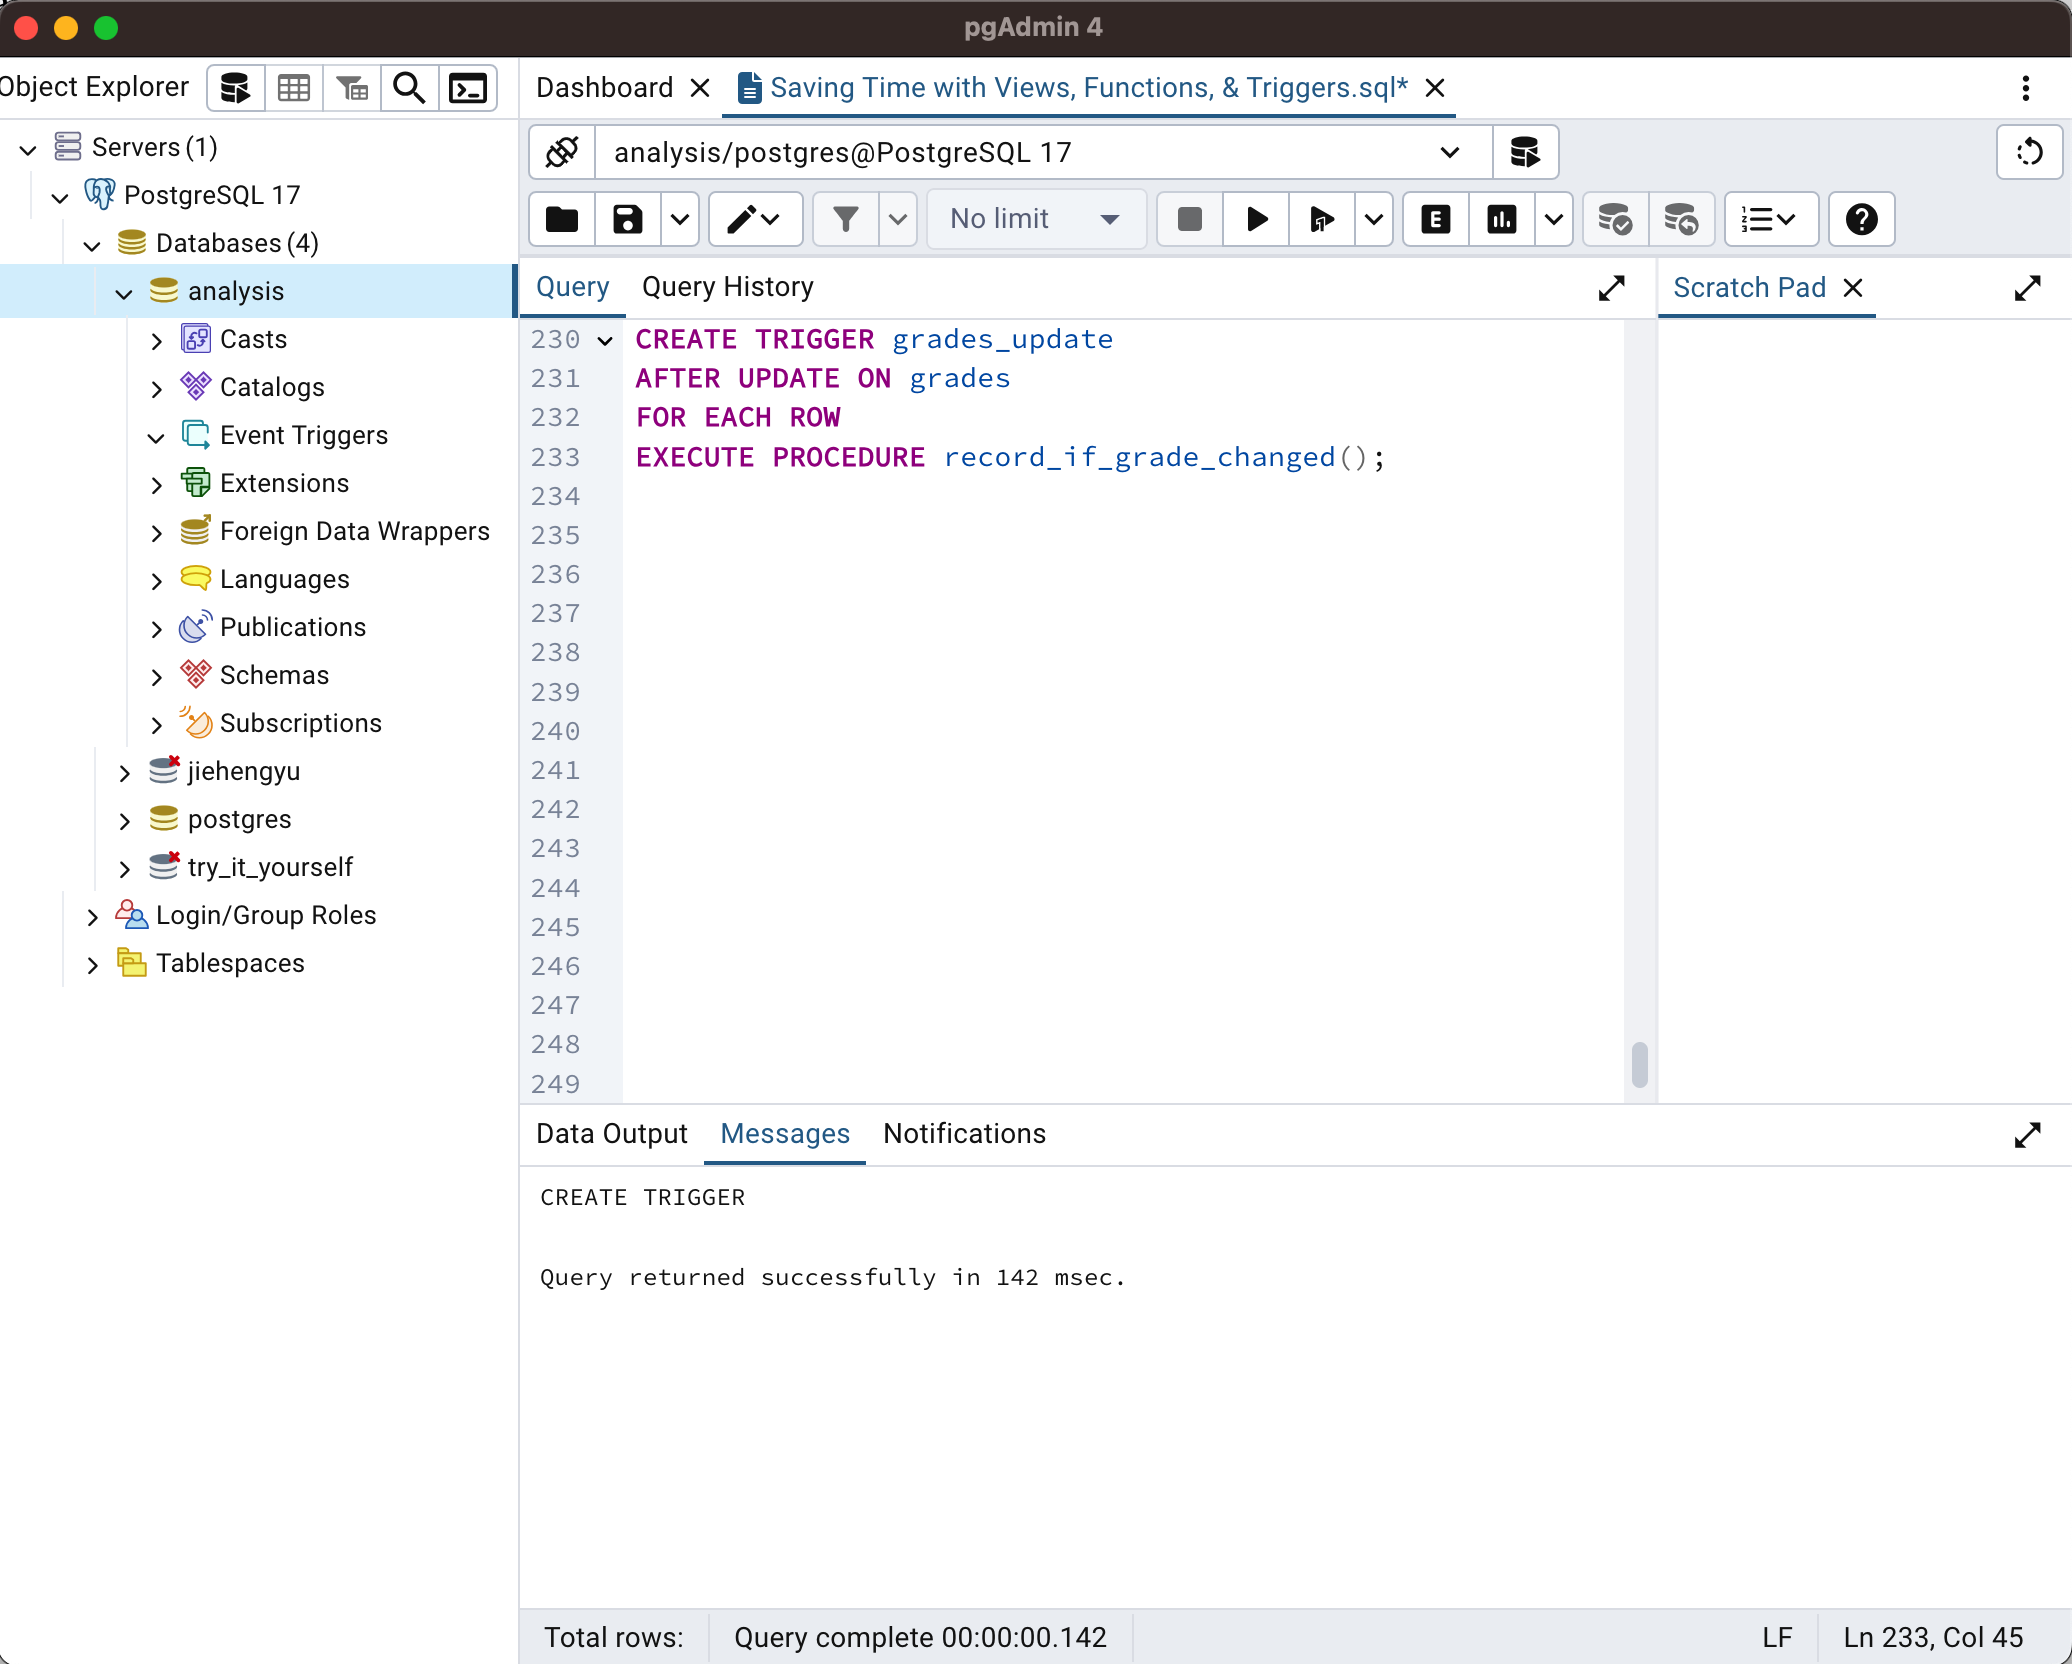 pgAdmin 4
Object Explorer
Dashboard
Saving Time with Views, Functions, & Triggers.sql*
Servers (1)
PostgreSQL 17
Databases (4)
analysis
Casts
Catalogs
Event Triggers
Extensions
Foreign Data Wrappers
Languages
Publications
Schemas
Subscriptions
jiehengyu
postgres
try_it_yourself
Login/Group Roles
Tablespaces
analysis/postgres@PostgreSQL 17
No limit
E
Query
Query History
Scratch Pad
230 CREATE TRIGGER grades_update
231 AFTER UPDATE ON grades
232 FOR EACH ROW
233 EXECUTE PROCEDURE record_if_grade_changed();
234
235
236
237
238
239
240
241
242
243
244
245
246
247
248
249
Data Output
Messages
Notifications
CREATE TRIGGER
Query returned successfully in 142 msec.
Total rows:
Query complete 00:00:00.142
LF
Ln 233, Col 45